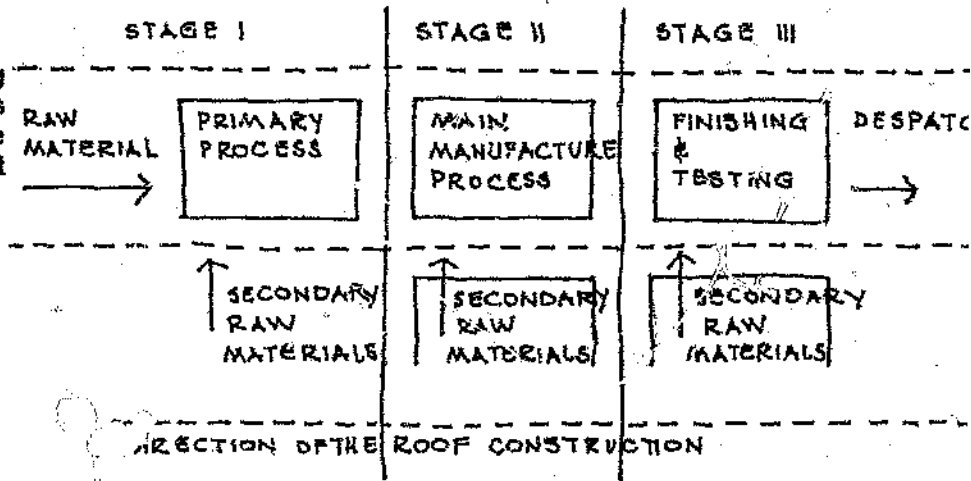 STAGE I
STAGE II
STAGE III
RAW
MATERIAL
PRIMARY
PROCESS
MAIN
MANUFACTURE
PROCESS
FINISHING
&
TESTING
DESPATC
SECONDARY
RAW
MATERIALS
SECONDARY
RAW
MATERIALS
SECONDARY
RAW
MATERIALS
IRECTION OF THE ROOF CONSTRUCTION